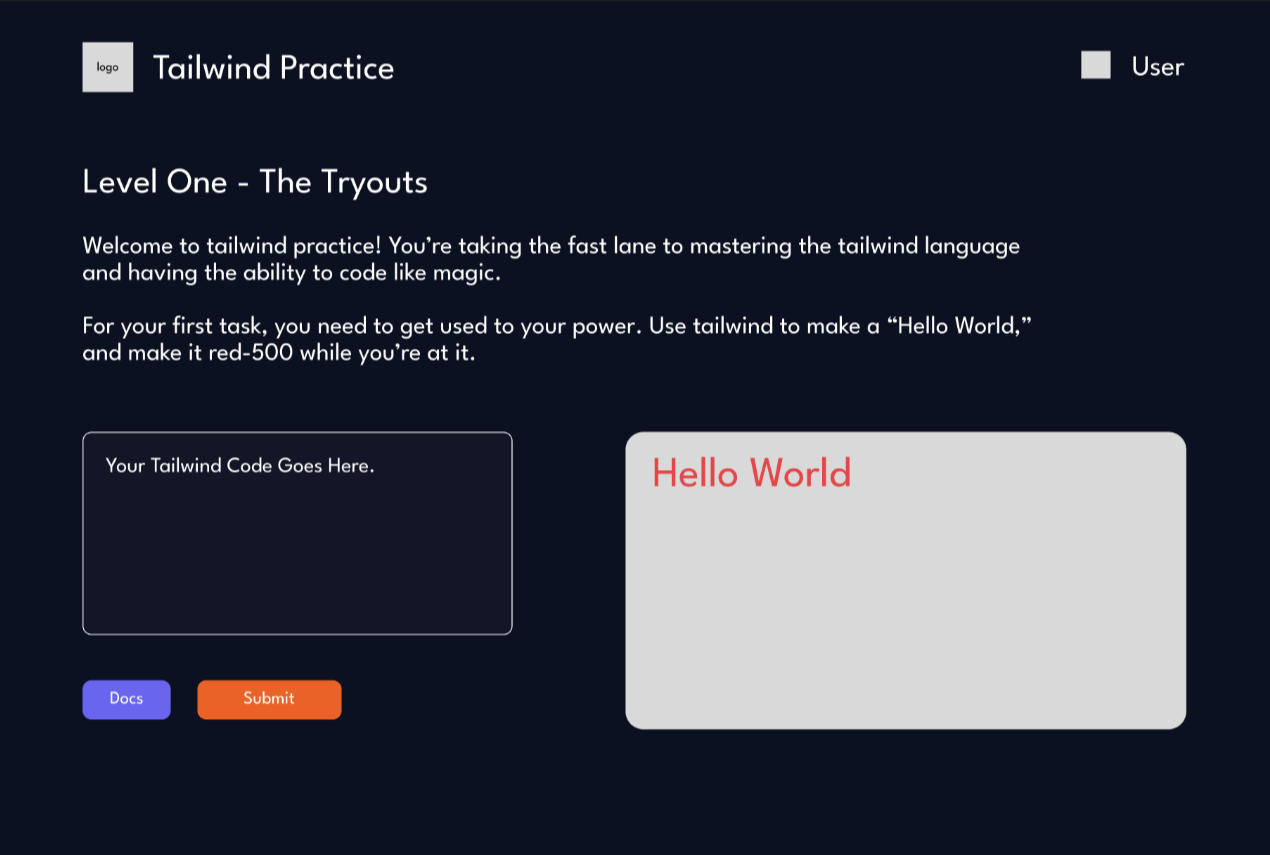 logo
Tailwind Practice
User
Level One - The Tryouts
Welcome to tailwind practice! You’re taking the fast lane to mastering the tailwind language
and having the ability to code like magic.
For your first task, you need to get used to your power. Use tailwind to make a “Hello World,”
and make it red-500 while you’re at it.
Your Tailwind Code Goes Here.
Hello World
Docs
Submit